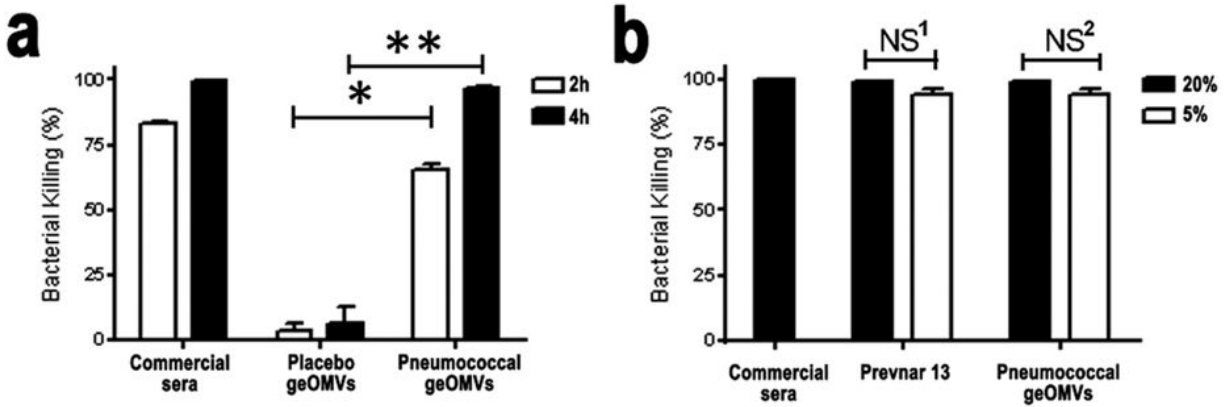 a
Bacterial Killing (%)
100
75
50
25
0
*
**
2h
4h
Commercial
sera
Placebo
geOMVs
Pneumococcal
geOMVs
b
Bacterial Killing (%)
100
75
50
25
0
NS¹
NS²
20%
5%
Commercial
sera
Prevnar 13
Pneumococcal
geOMVs